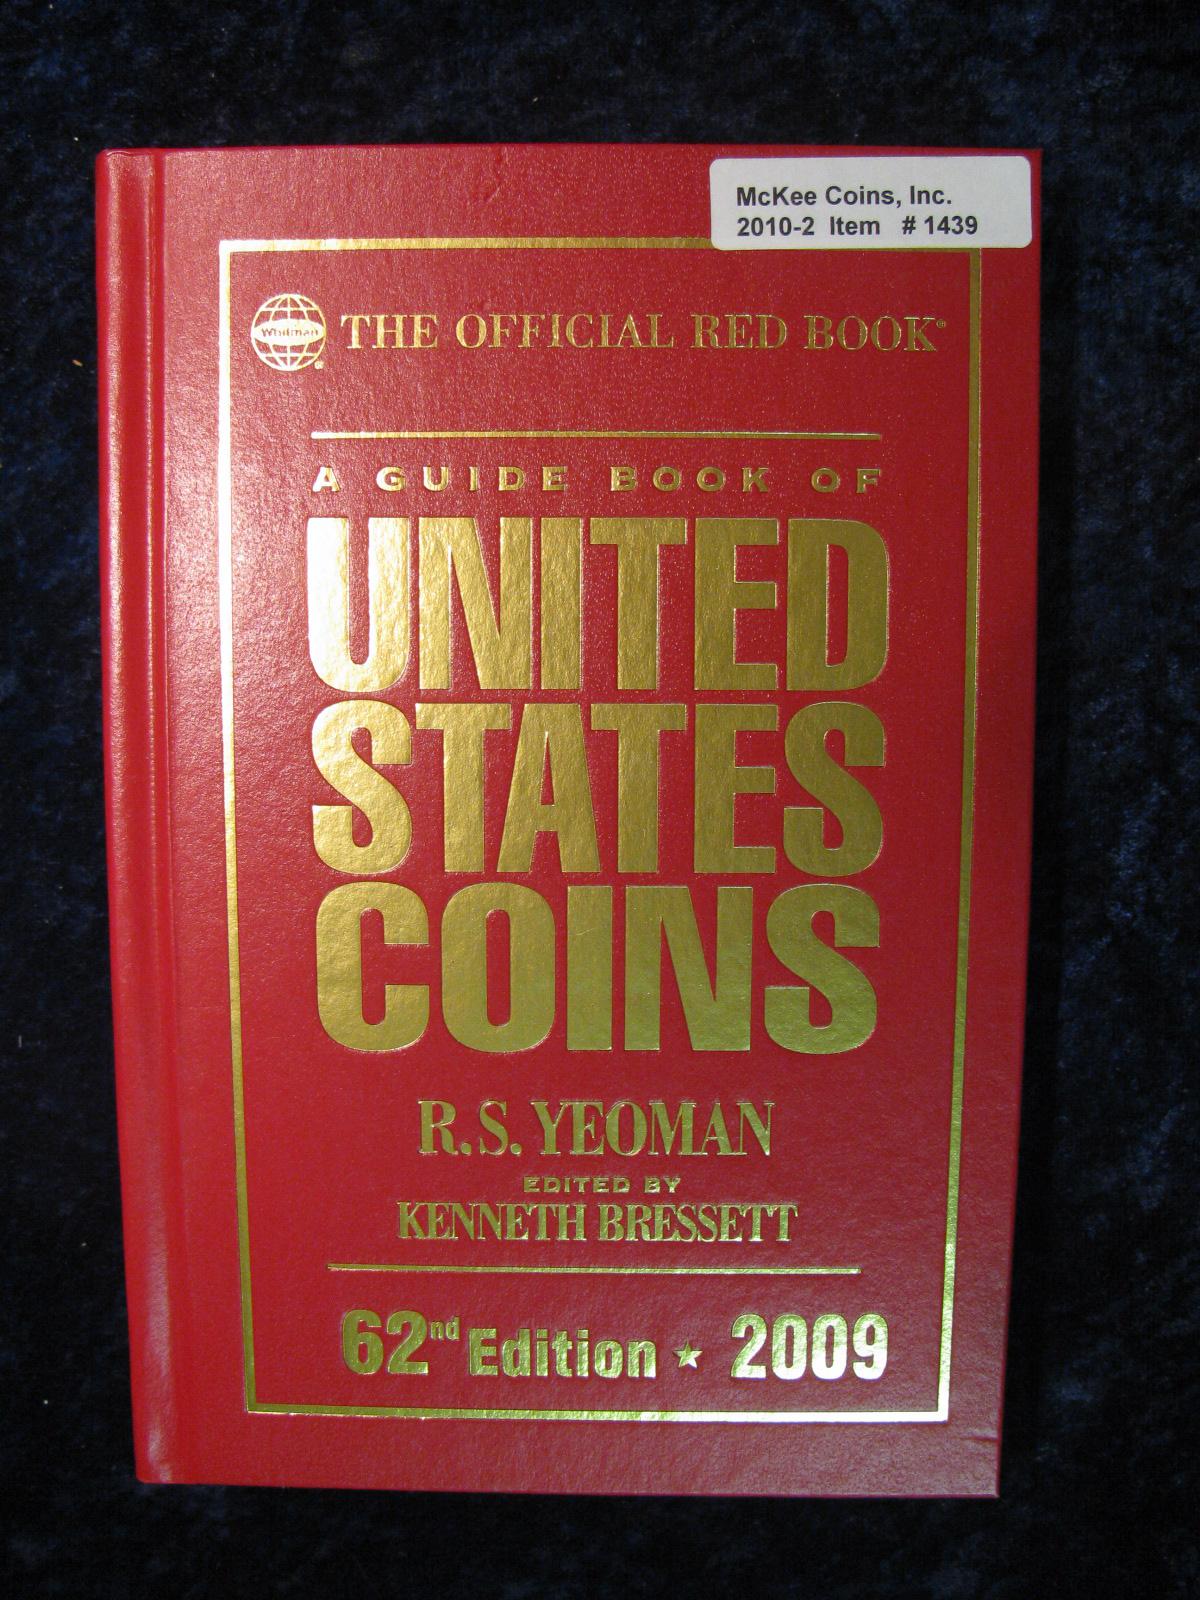 McKee Coins, Inc.
2010-2 Item # 1439
Whitman®
THE OFFICIAL RED BOOK®
A GUIDE BOOK OF
UNITED
STATES
COINS
R.S. YEOMAN
EDITED BY
KENNETH BRESSETT
62nd Edition ★ 2009